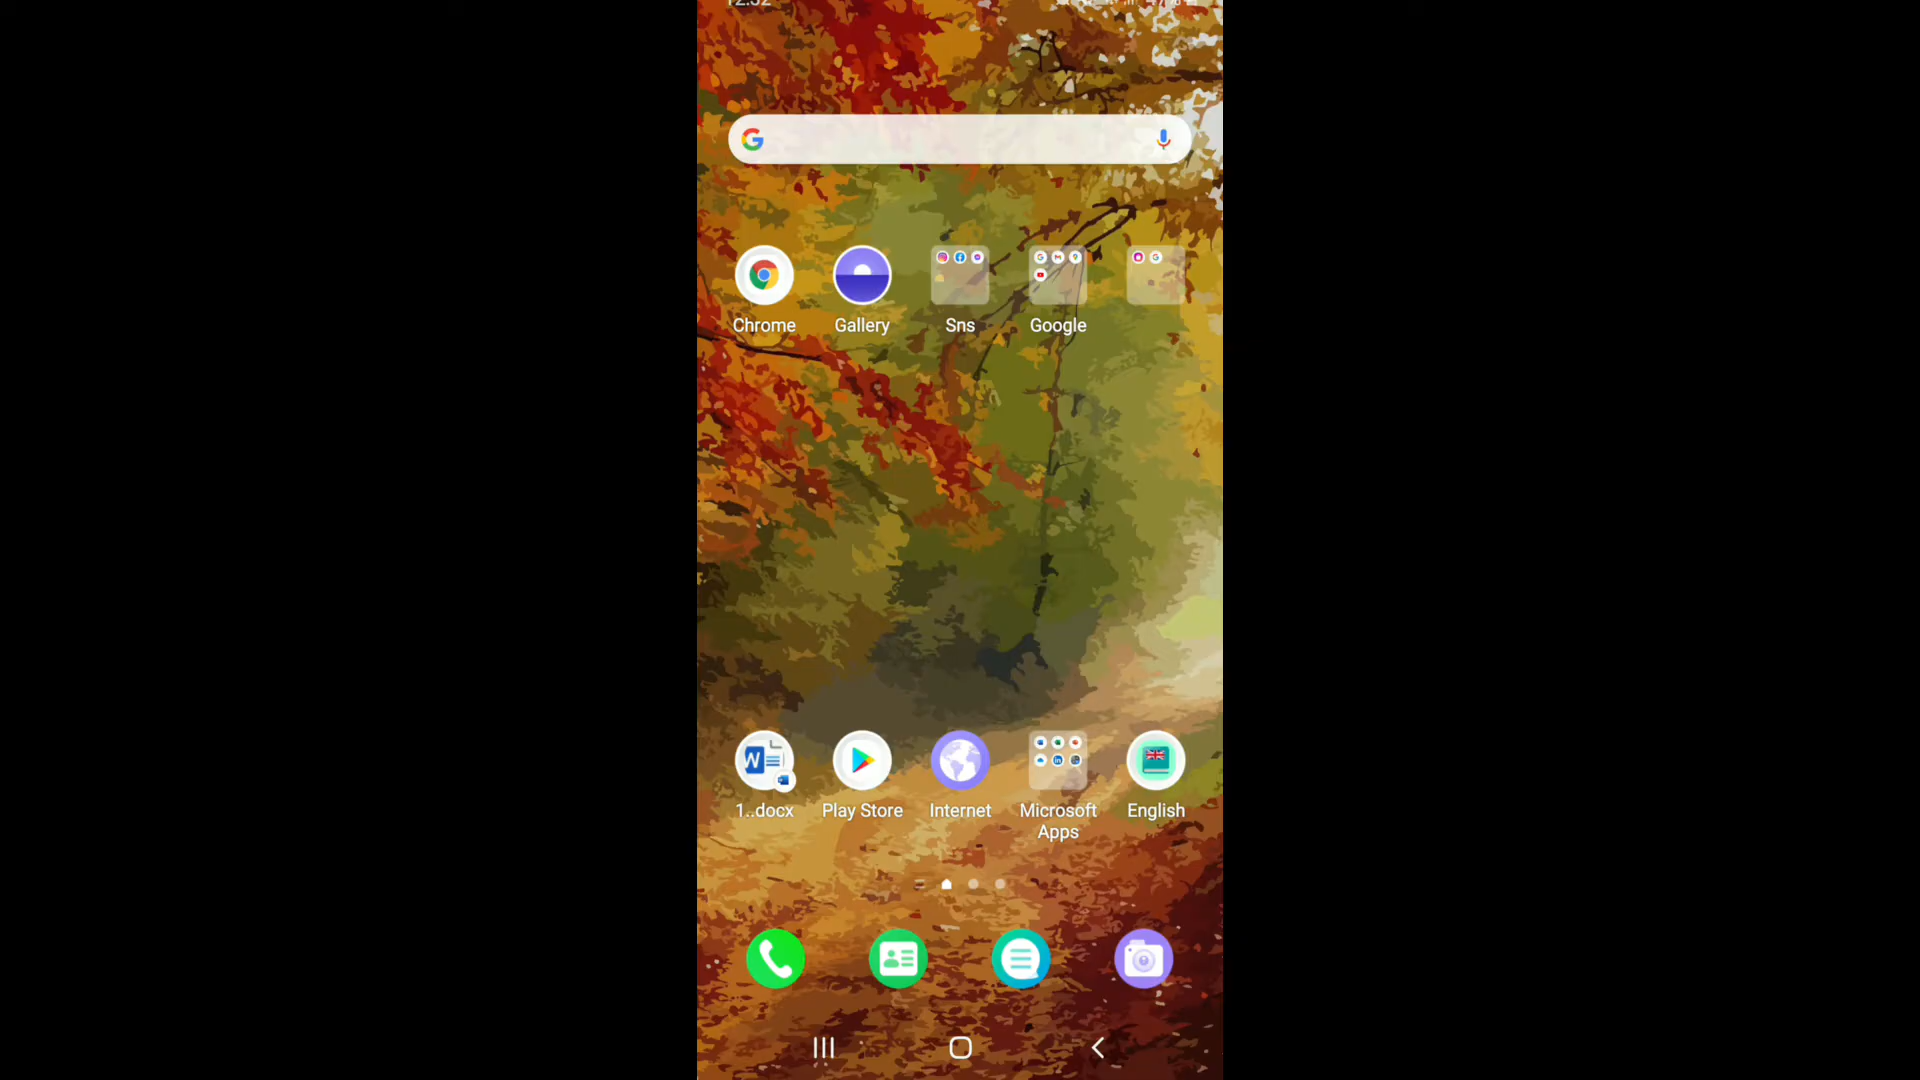 Chrome
Gallery
Sns
Google
1..docx
Play Store
Internet
Microsoft
Apps
English